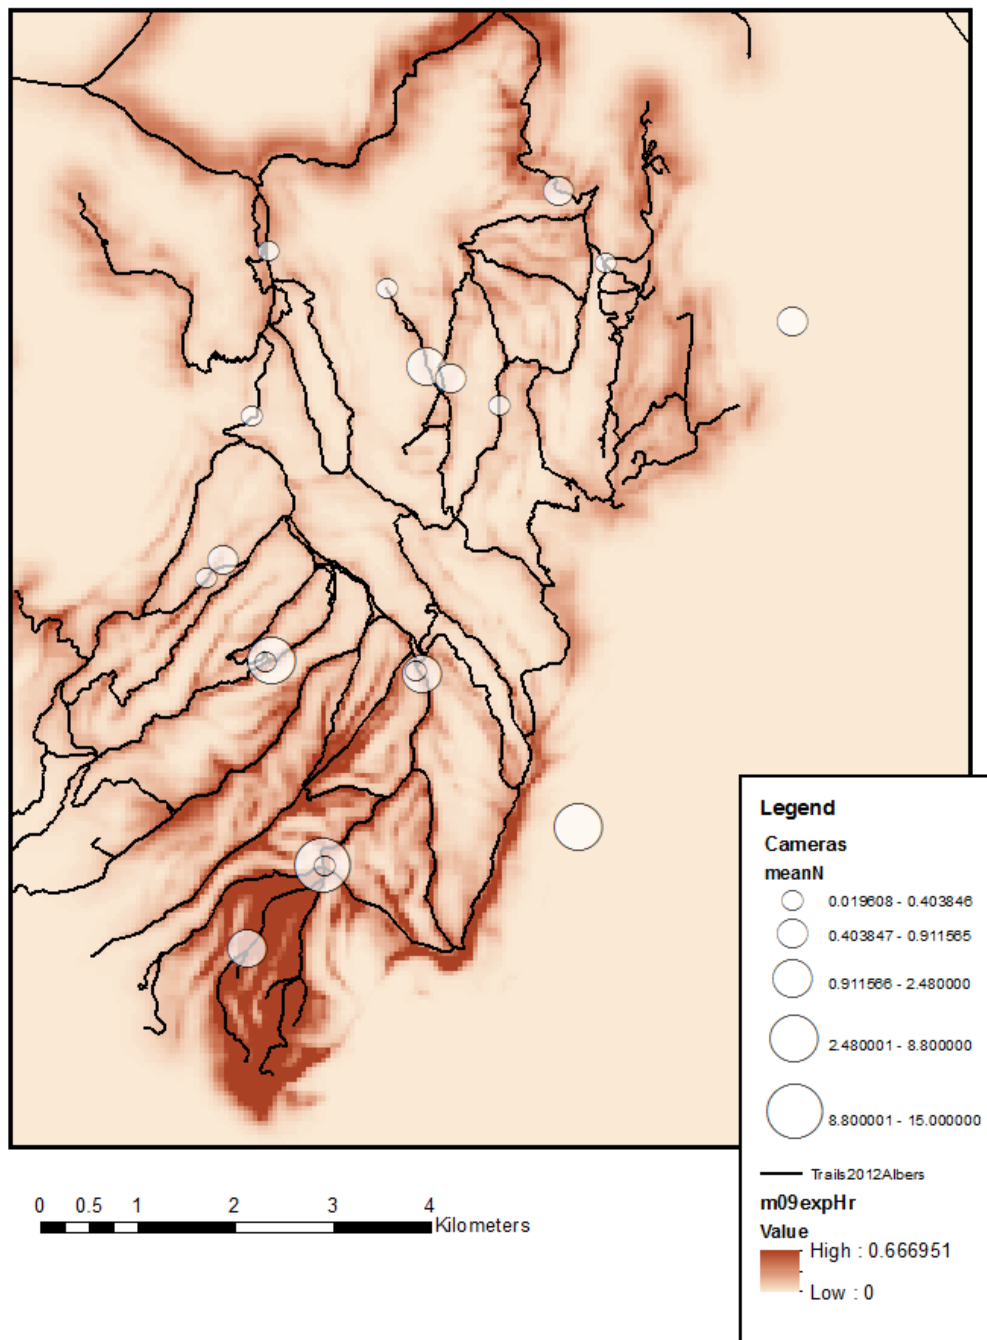 Legend
Cameras
meanN
0.019608 - 0.403846
0.403847 - 0.911565
0.911566 - 2.480000
2.480001 - 8.800000
8.800001 - 15.000000
Trails2012Albers
m09expHr
Value
High : 0.666951
Low : 0
0 0.5 1 2 3 4
Kilometers